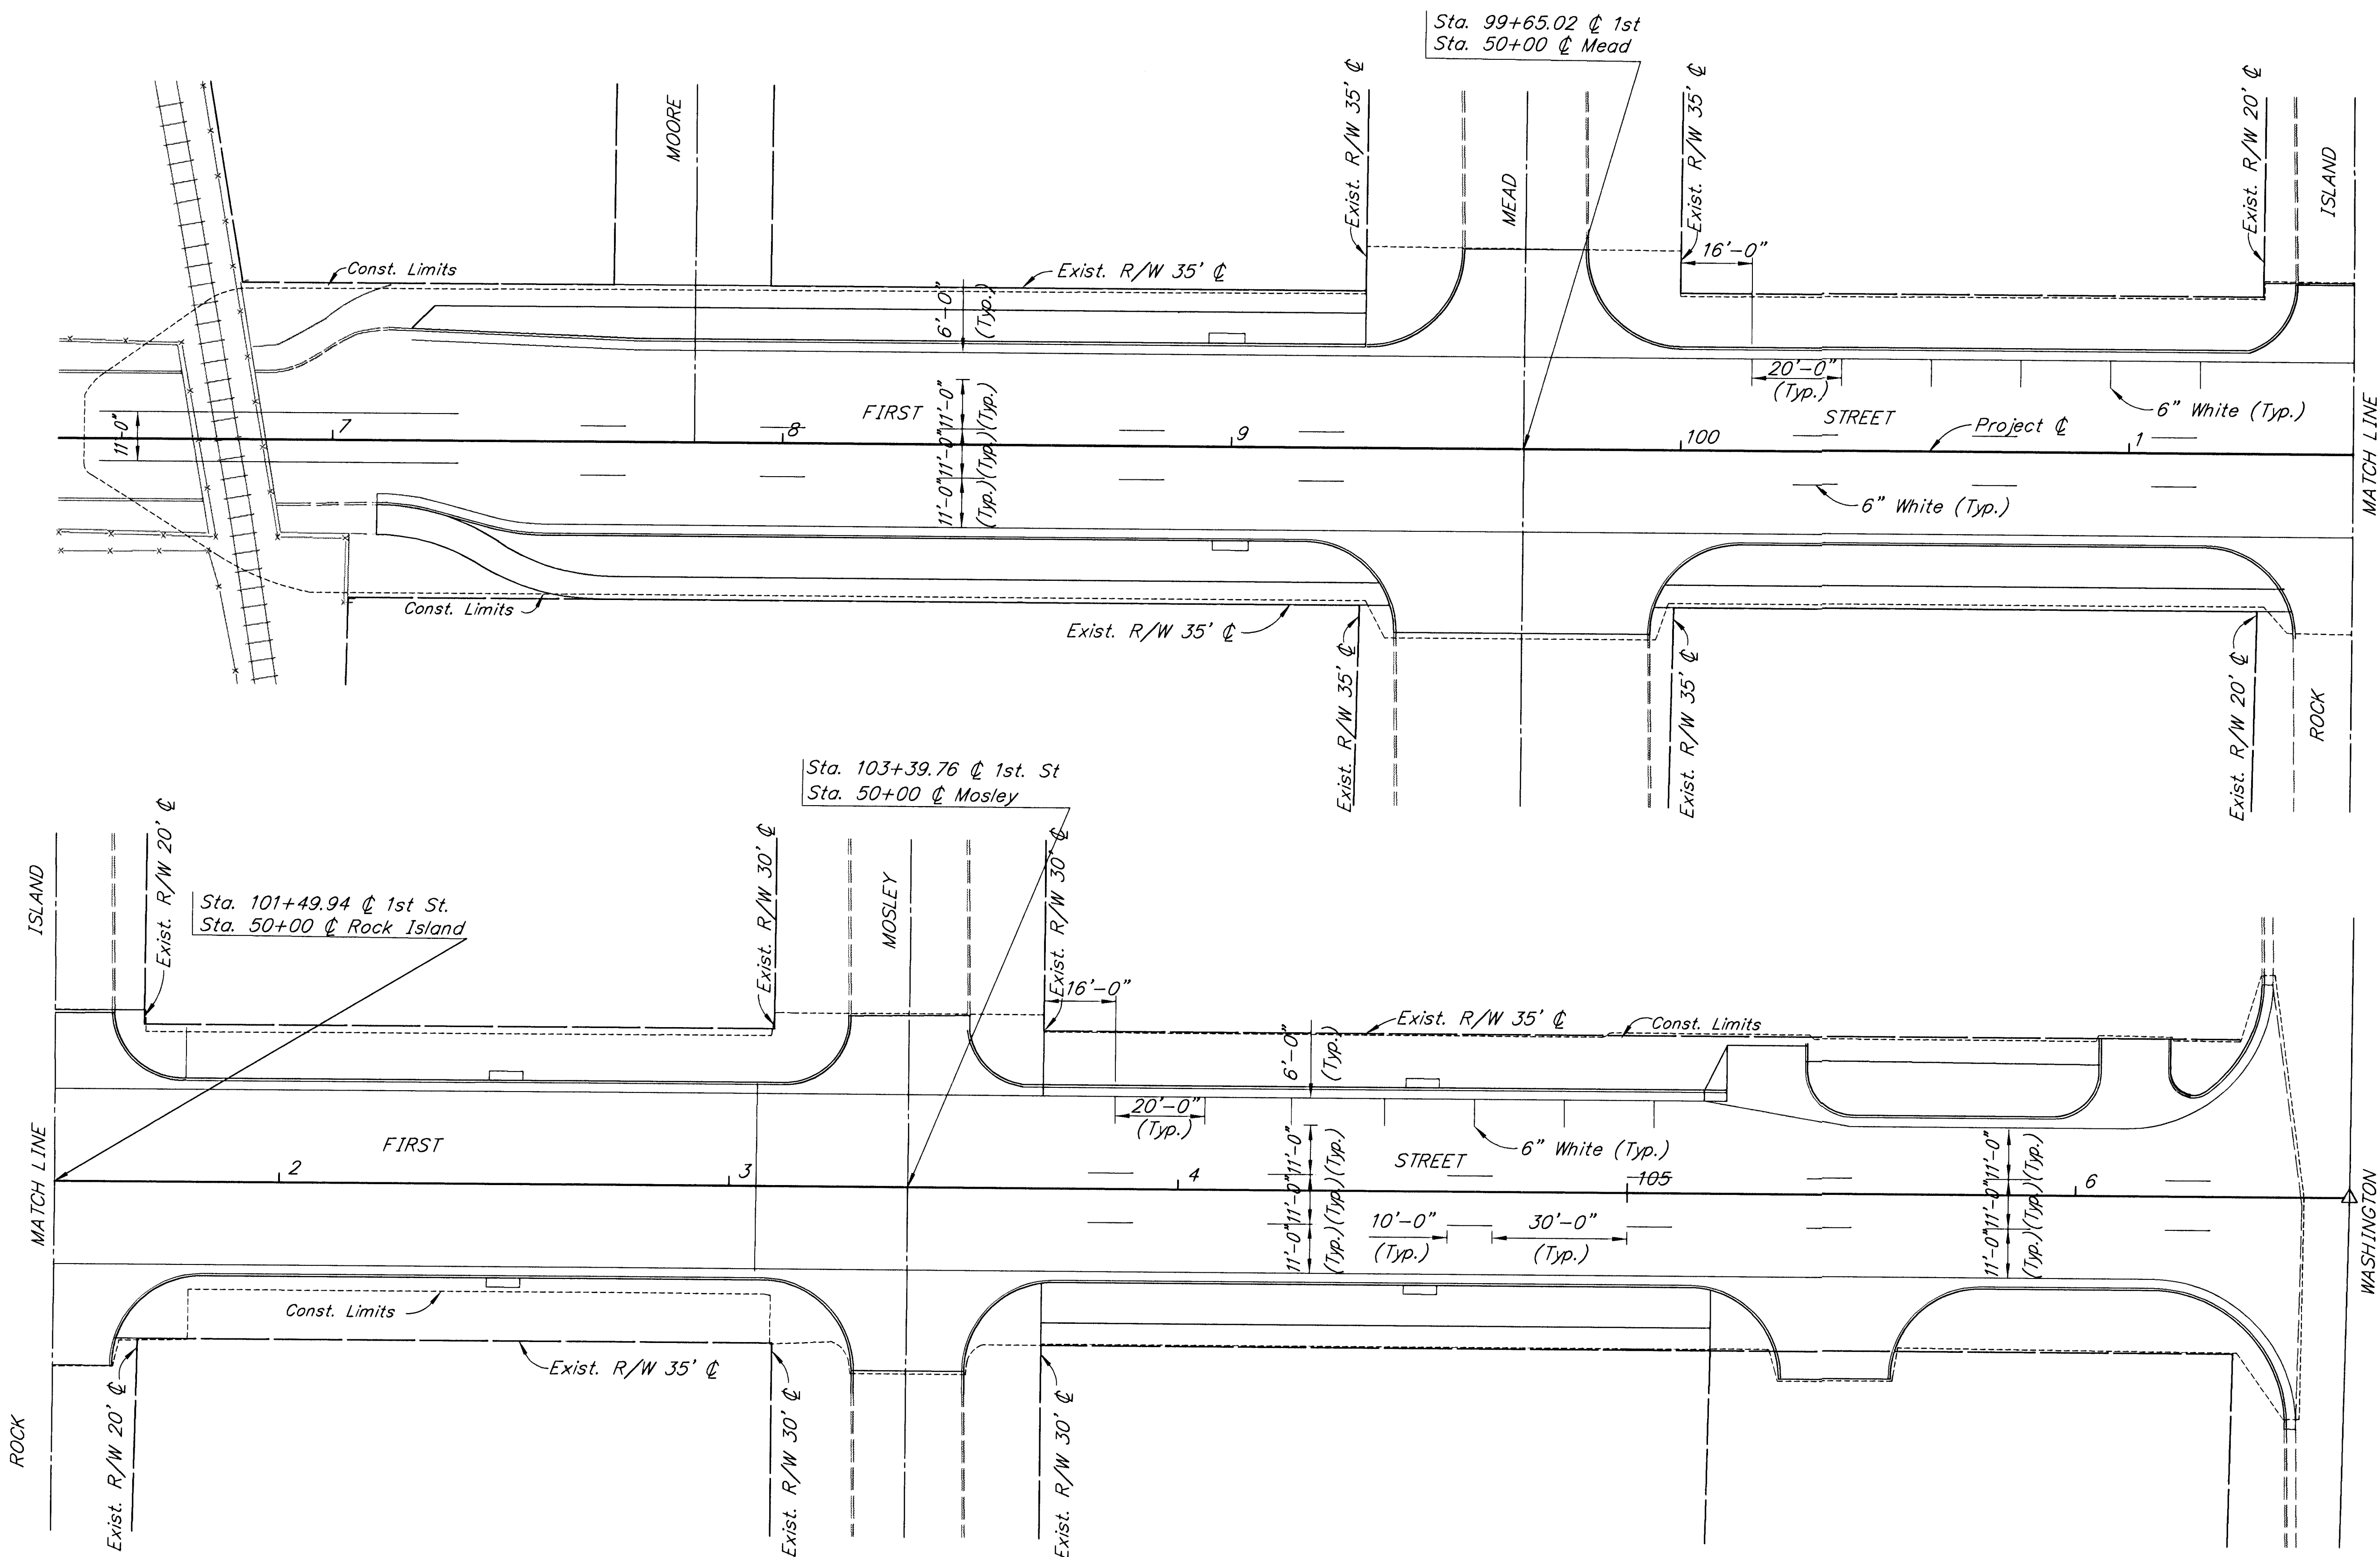 Sta. 99+65.02 ℄ 1st
Sta. 50+00 ℄ Mead
MOORE
Exist. R/W 35' ℄
MEAD
Exist. R/W 35' ℄
Exist. R/W 20' ℄
ISLAND
16'-0"
Const. Limits
Exist. R/W 35' ℄
6'-0"
(Typ.)
20'-0"
(Typ.)
6" White (Typ.)
11'-0"
7
8
FIRST
11'-0"
(Typ.)
11'-0"
(Typ.)
11'-0"
(Typ.)
9
100
STREET
Project ℄
1
MATCH LINE
6" White (Typ.)
Const. Limits
Exist. R/W 35' ℄
Exist. R/W 35' ℄
Exist. R/W 35' ℄
Exist. R/W 20' ℄
ROCK
Sta. 103+39.76 ℄ 1st. St
Sta. 50+00 ℄ Mosley
ISLAND
Exist. R/W 20' ℄
Sta. 101+49.94 ℄ 1st St.
Sta. 50+00 ℄ Rock Island
Exist. R/W 30' ℄
MOSLEY
Exist. R/W 30' ℄
16'-0"
Exist. R/W 35' ℄
Const. Limits
6'-0"
(Typ.)
20'-0"
(Typ.)
6" White (Typ.)
MATCH LINE
FIRST
2
3
4
STREET
105
6
11'-0"
(Typ.)
11'-0"
(Typ.)
11'-0"
(Typ.)
10'-0"
(Typ.)
30'-0"
(Typ.)
11'-0"
(Typ.)
11'-0"
(Typ.)
11'-0"
(Typ.)
WASHINGTON
Const. Limits
Exist. R/W 35' ℄
ROCK
Exist. R/W 20' ℄
Exist. R/W 30' ℄
Exist. R/W 30' ℄